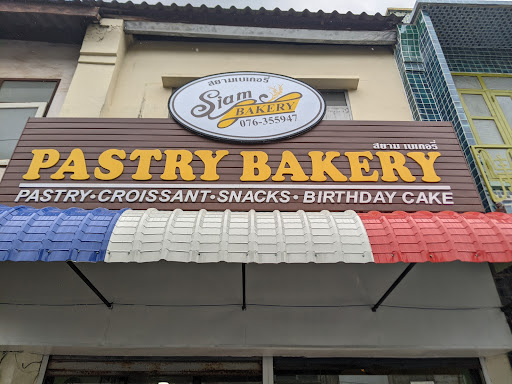 สยามเบเกอรี่
Siam
BAKERY
076-355947
สยาม เบเกอรี่
PASTRY BAKERY
PASTRY·CROISSANT·SNACKS·BIRTHDAY CAKE